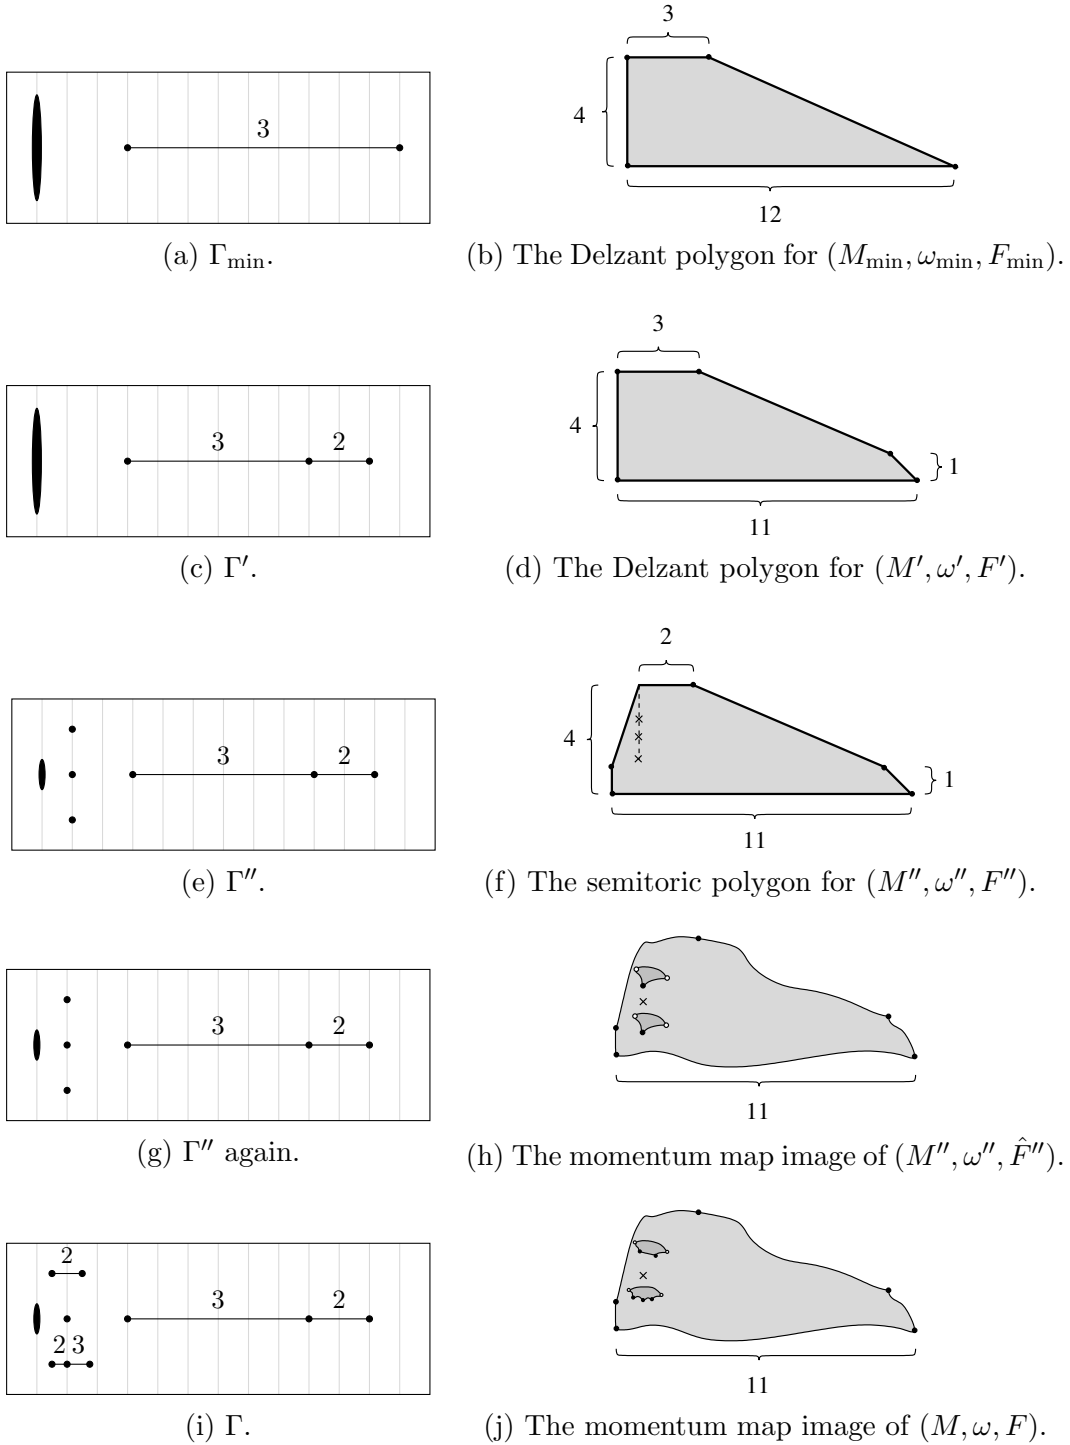 3
3
4
12
(a) Γmin.
(b) The Delzant polygon for (Mmin, ωmin, Fmin).
3
3
2
4
1
11
(c) Γ′.
(d) The Delzant polygon for (M′, ω′, F′).
2
3
2
4
1
11
(e) Γ″.
(f) The semitoric polygon for (M″, ω″, F″).
3
2
11
(g) Γ″ again.
(h) The momentum map image of (M″, ω″, F̂″).
2
3
2
2 3
11
(i) Γ.
(j) The momentum map image of (M, ω, F).